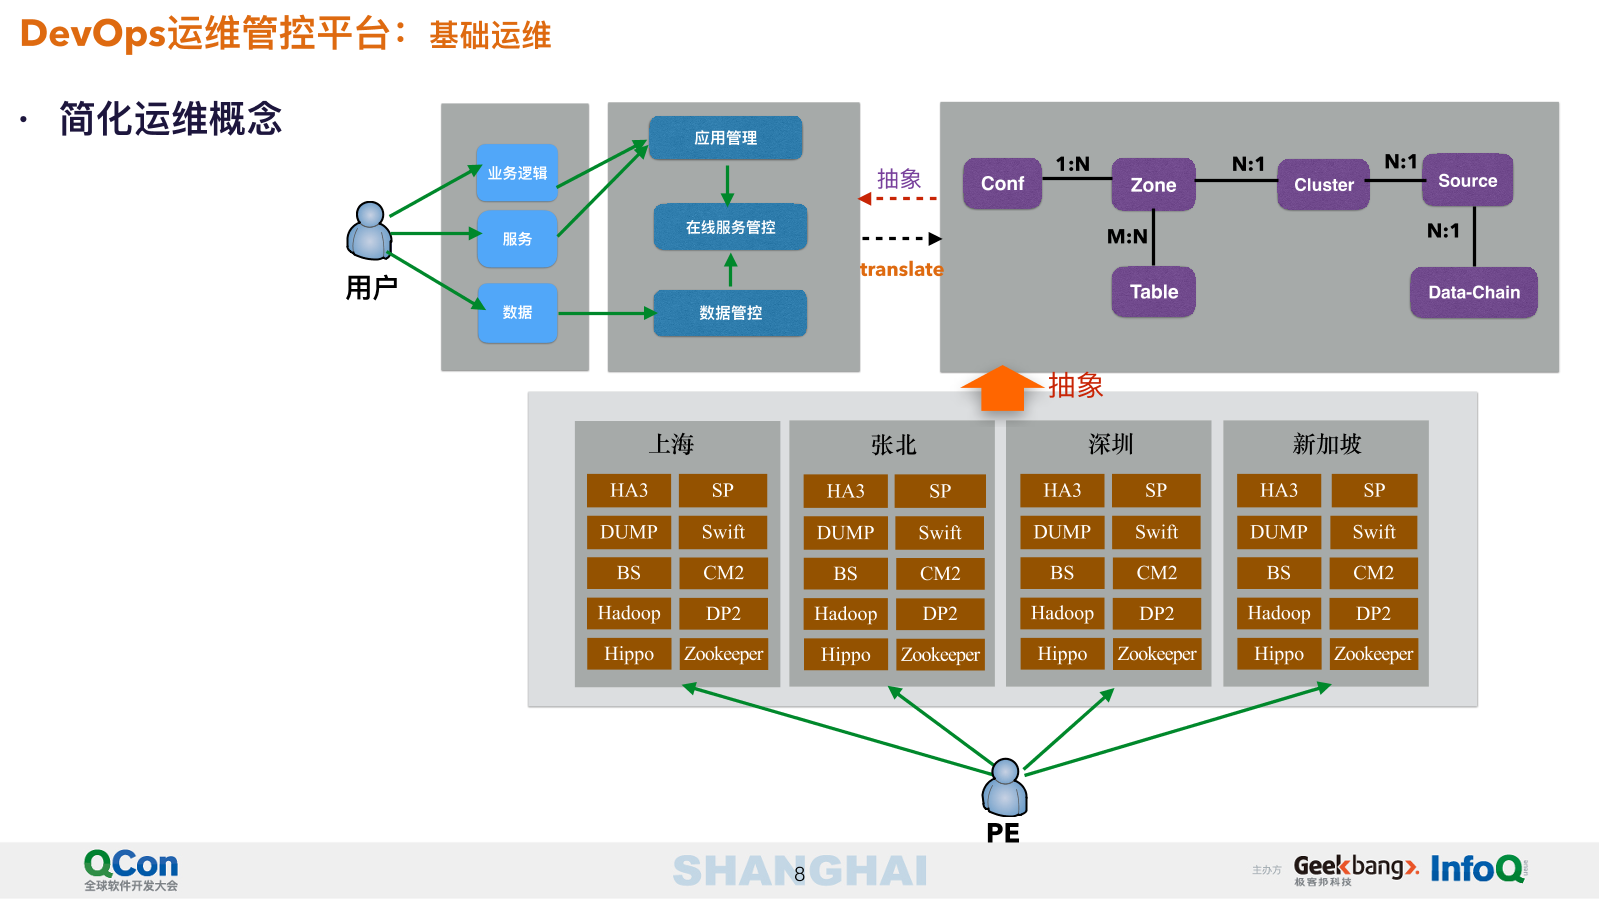 DevOps运维管控平台：基础运维
· 简化运维概念
用户
业务逻辑
服务
数据
应用管理
在线服务管控
数据管控
抽象
translate
Conf
1:N
Zone
N:1
Cluster
N:1
Source
M:N
N:1
Table
Data-Chain
抽象
上海
HA3 SP
DUMP Swift
BS CM2
Hadoop DP2
Hippo Zookeeper
张北
HA3 SP
DUMP Swift
BS CM2
Hadoop DP2
Hippo Zookeeper
深圳
HA3 SP
DUMP Swift
BS CM2
Hadoop DP2
Hippo Zookeeper
新加坡
HA3 SP
DUMP Swift
BS CM2
Hadoop DP2
Hippo Zookeeper
PE
QCon
全球软件开发大会
SHANGHAI
8
主办方
Geekbang>.
极客邦科技
InfoQ